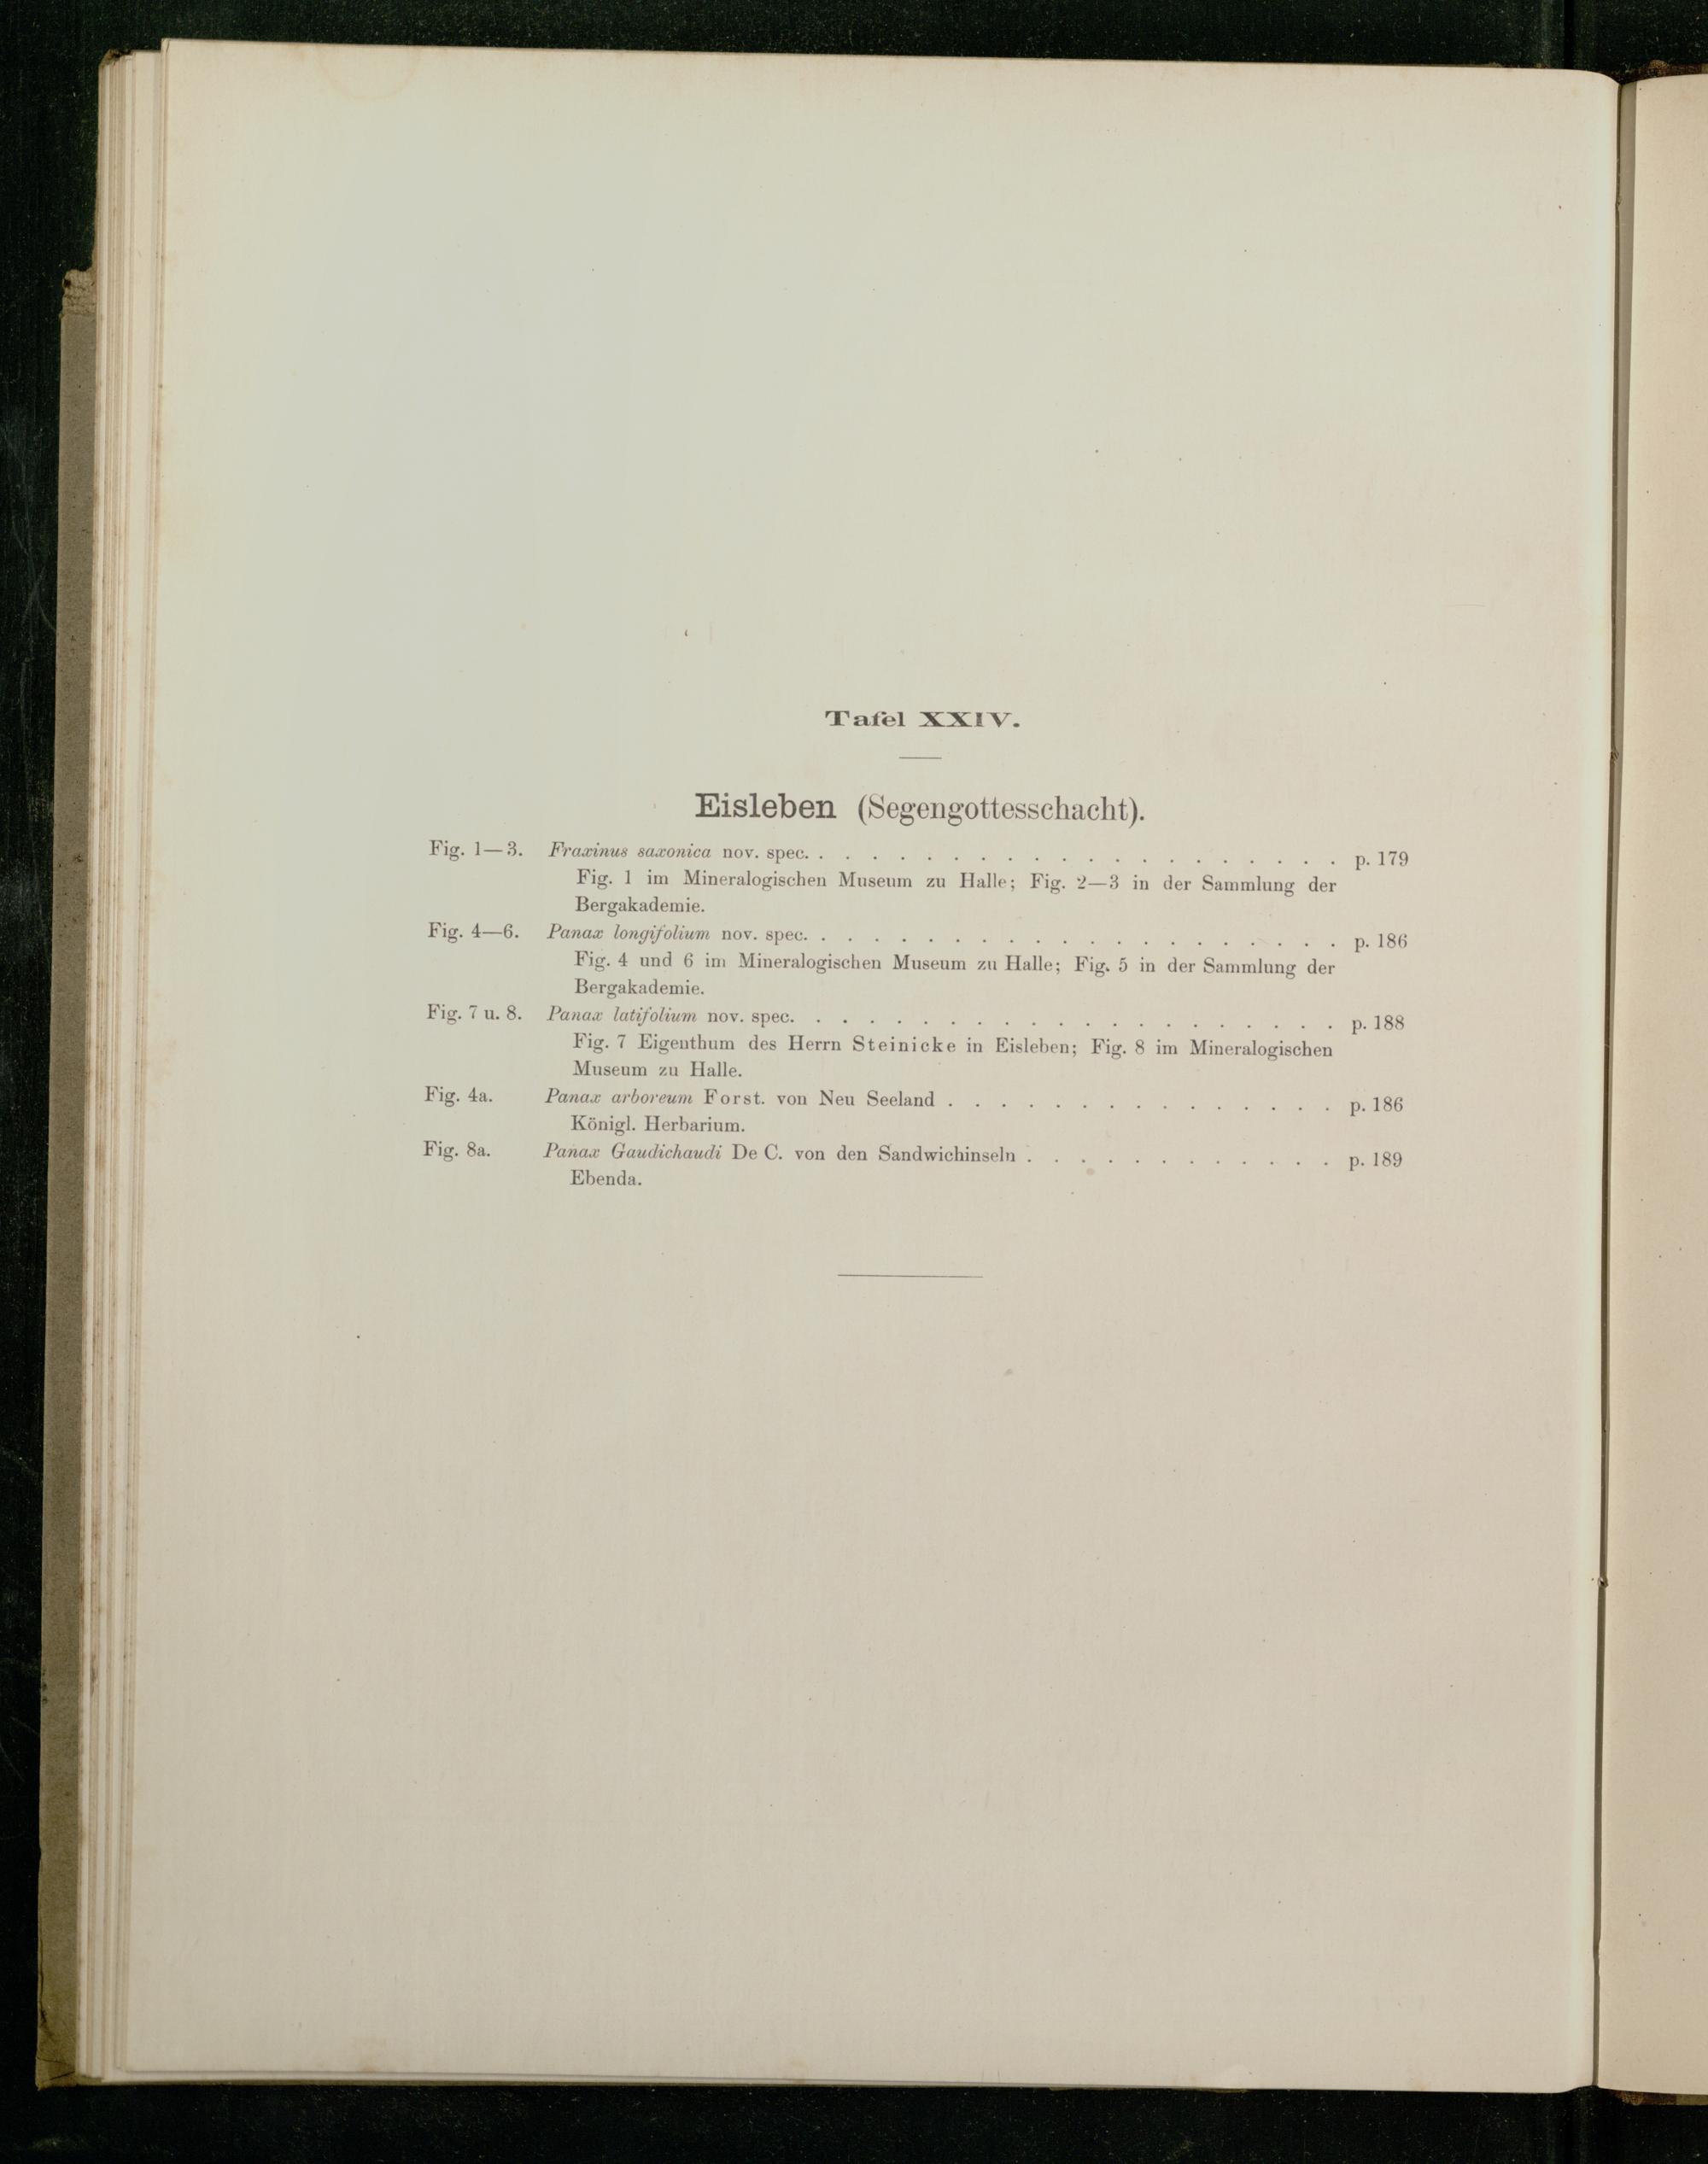 Tafel XXIV.
Eisleben (Segengottesschacht).
Fig. 1—3. Fraxinus saxonica nov. spec. . . . . . . . . . . . . . . . . . . . . p. 179
Fig. 1 im Mineralogischen Museum zu Halle; Fig. 2—3 in der Sammlung der
Bergakademie.
Fig. 4—6. Panax longifolium nov. spec. . . . . . . . . . . . . . . . . . . . . p. 186
Fig. 4 und 6 im Mineralogischen Museum zu Halle; Fig. 5 in der Sammlung der
Bergakademie.
Fig. 7 u. 8. Panax latifolium nov. spec. . . . . . . . . . . . . . . . . . . . . p. 188
Fig. 7 Eigenthum des Herrn Steinicke in Eisleben; Fig. 8 im Mineralogischen
Museum zu Halle.
Fig. 4a. Panax arboreum Forst. von Neu Seeland . . . . . . . . . . . . . . . p. 186
Königl. Herbarium.
Fig. 8a. Panax Gaudichaudi De C. von den Sandwichinseln . . . . . . . . . . . . p. 189
Ebenda.